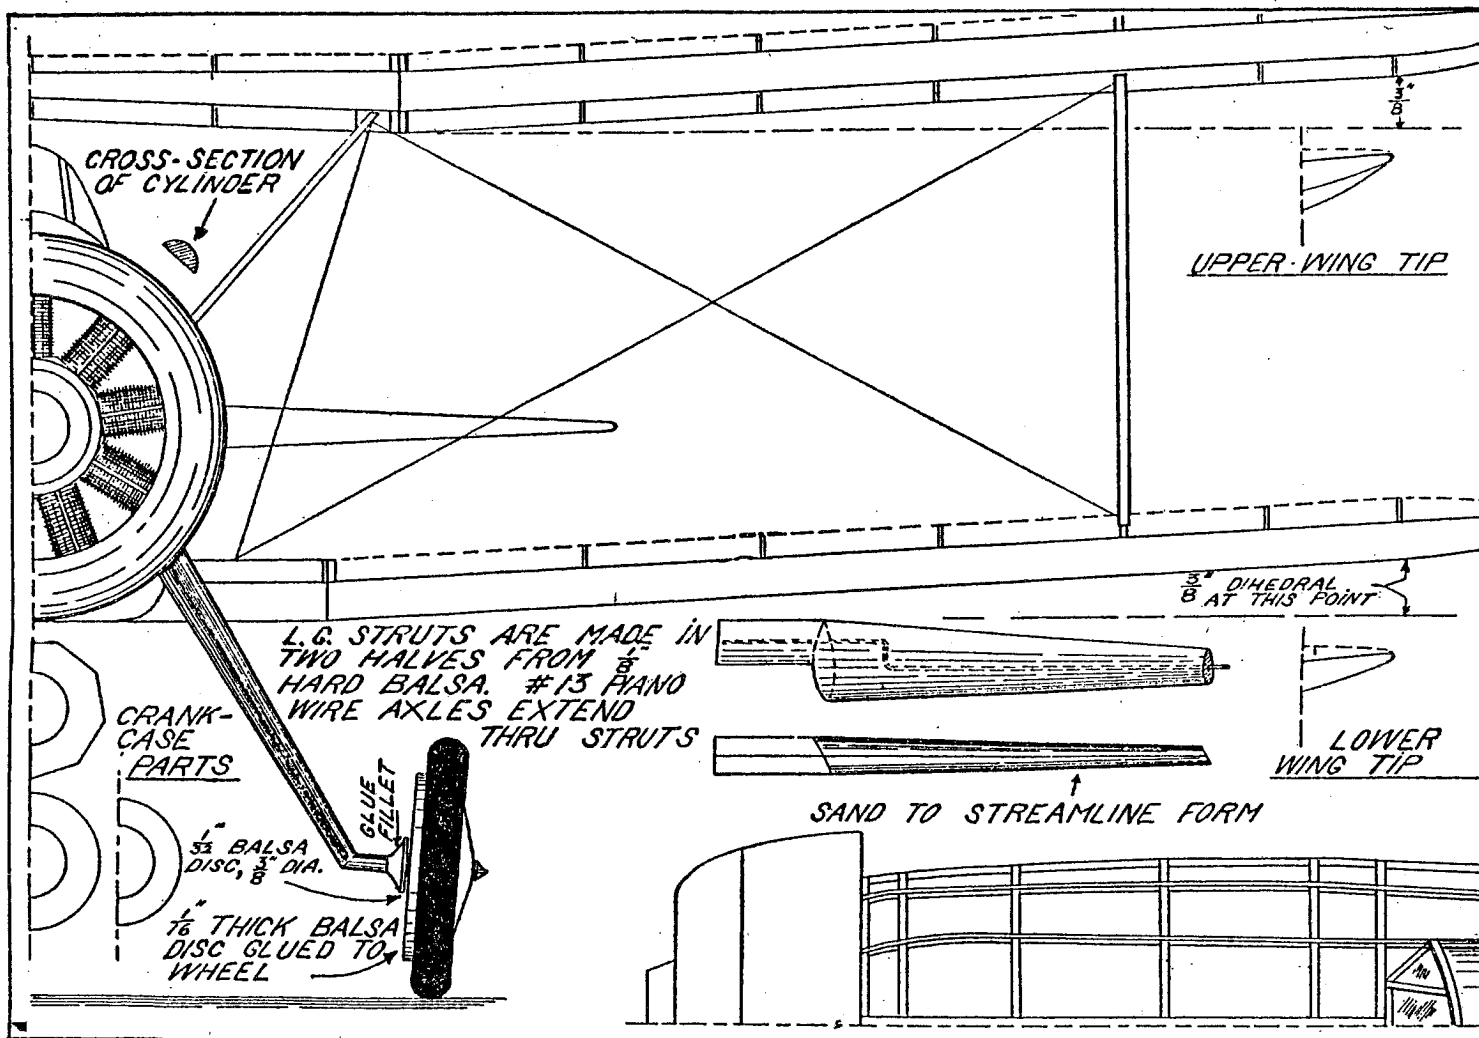 3/8"
CROSS-SECTION
OF CYLINDER
UPPER-WING TIP
3/8" DIHEDRAL
AT THIS POINT
L.G. STRUTS ARE MADE IN
TWO HALVES FROM 1/8"
HARD BALSA. #13 PIANO
WIRE AXLES EXTEND
THRU STRUTS
CRANK-
CASE
PARTS
LOWER
WING TIP
GLUE
FILLET
SAND TO STREAMLINE FORM
1/32" BALSA
DISC, 3/8" DIA.
1/16" THICK BALSA
DISC GLUED TO
WHEEL